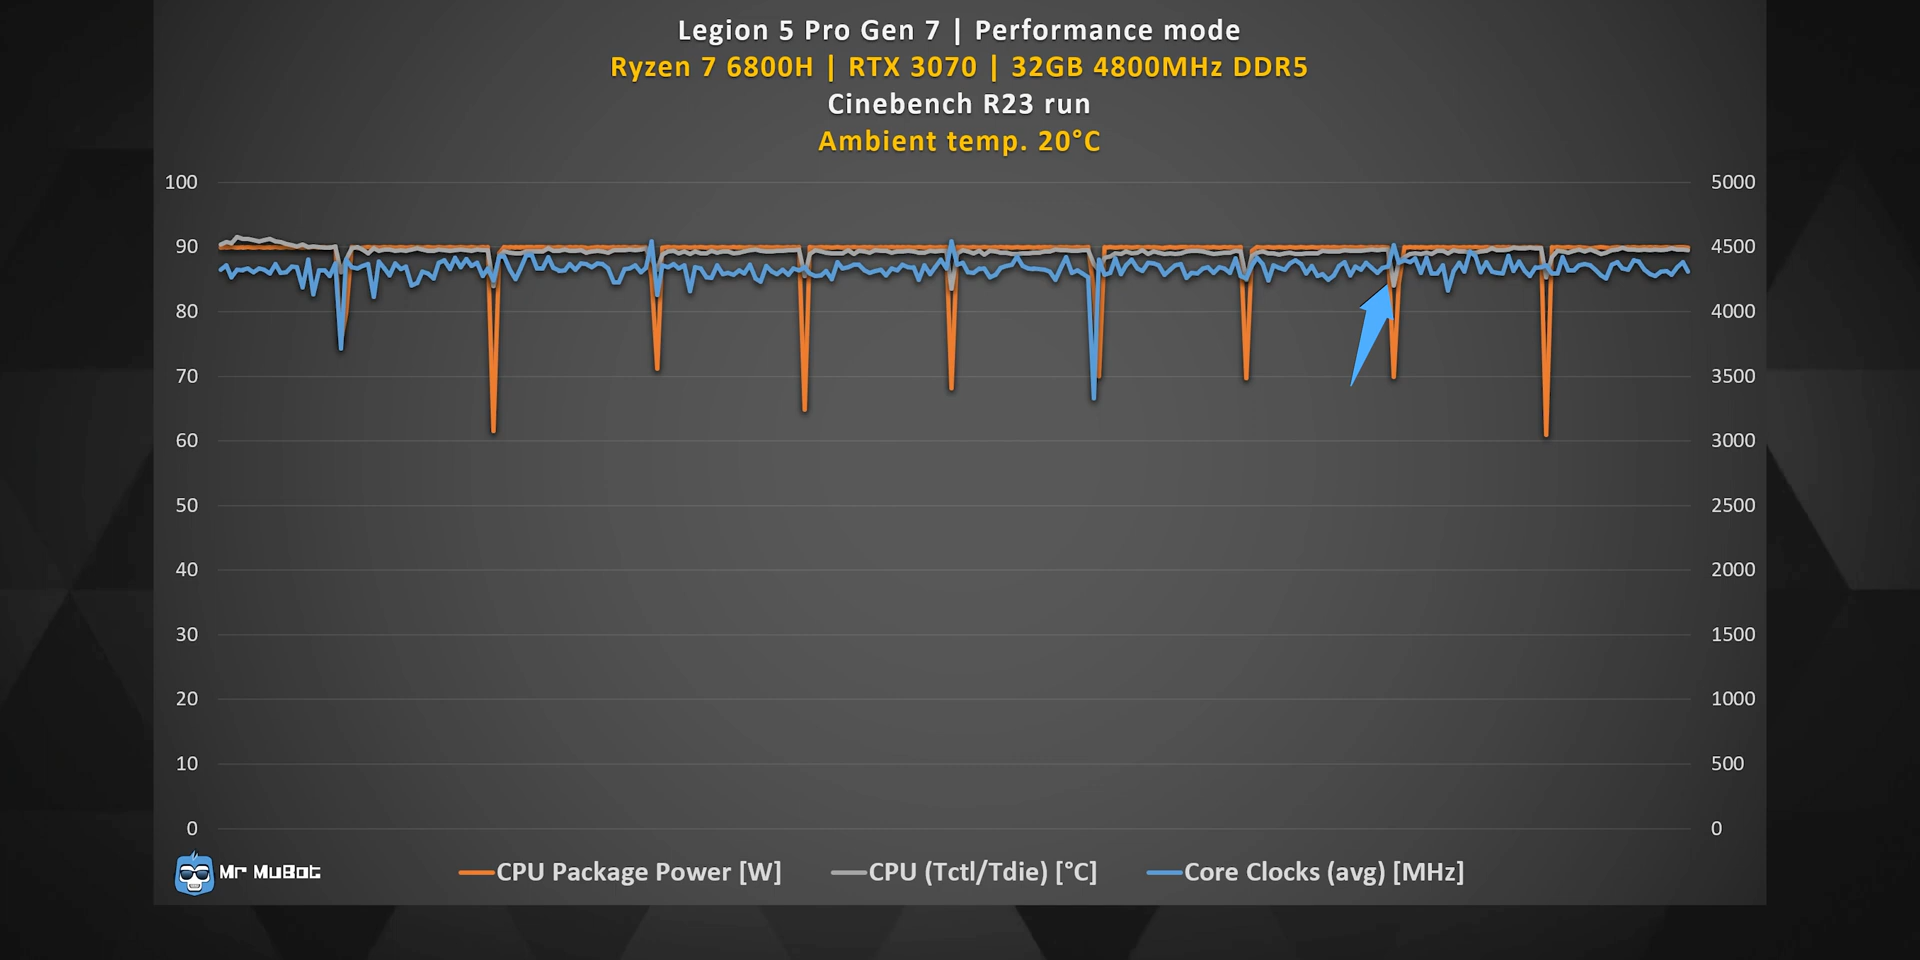 Legion 5 Pro Gen 7 | Performance mode
Ryzen 7 6800H | RTX 3070 | 32GB 4800MHz DDR5
Cinebench R23 run
Ambient temp. 20°C
100 5000
90 4500
80 4000
70 3500
60 3000
50 2500
40 2000
30 1500
20 1000
10 500
0 0
Mr MuBot CPU Package Power [W] CPU (Tctl/Tdie) [°C] Core Clocks (avg) [MHz]